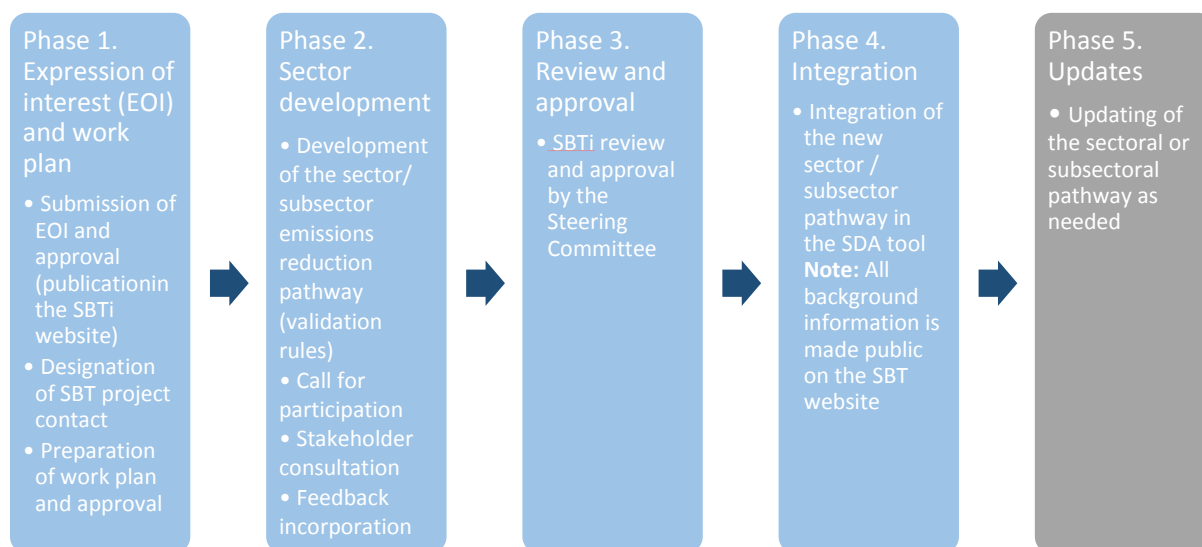 Phase 1.
Expression of
interest (EOI)
and work
plan
• Submission of
EOI and
approval
(publicationin
the SBTi
website)
• Designation
of SBT project
contact
• Preparation
of work plan
and approval
Phase 2.
Sector
development
• Development
of the sector/
subsector
emissions
reduction
pathway
(validation
rules)
• Call for
participation
• Stakeholder
consultation
• Feedback
incorporation
Phase 3.
Review and
approval
• SBTi review
and approval
by the
Steering
Committee
Phase 4.
Integration
• Integration of
the new
sector /
subsector
pathway in
the SDA tool
Note: All
background
information is
made public
on the SBT
website
Phase 5.
Updates
• Updating of
the sectoral or
subsectoral
pathway as
needed